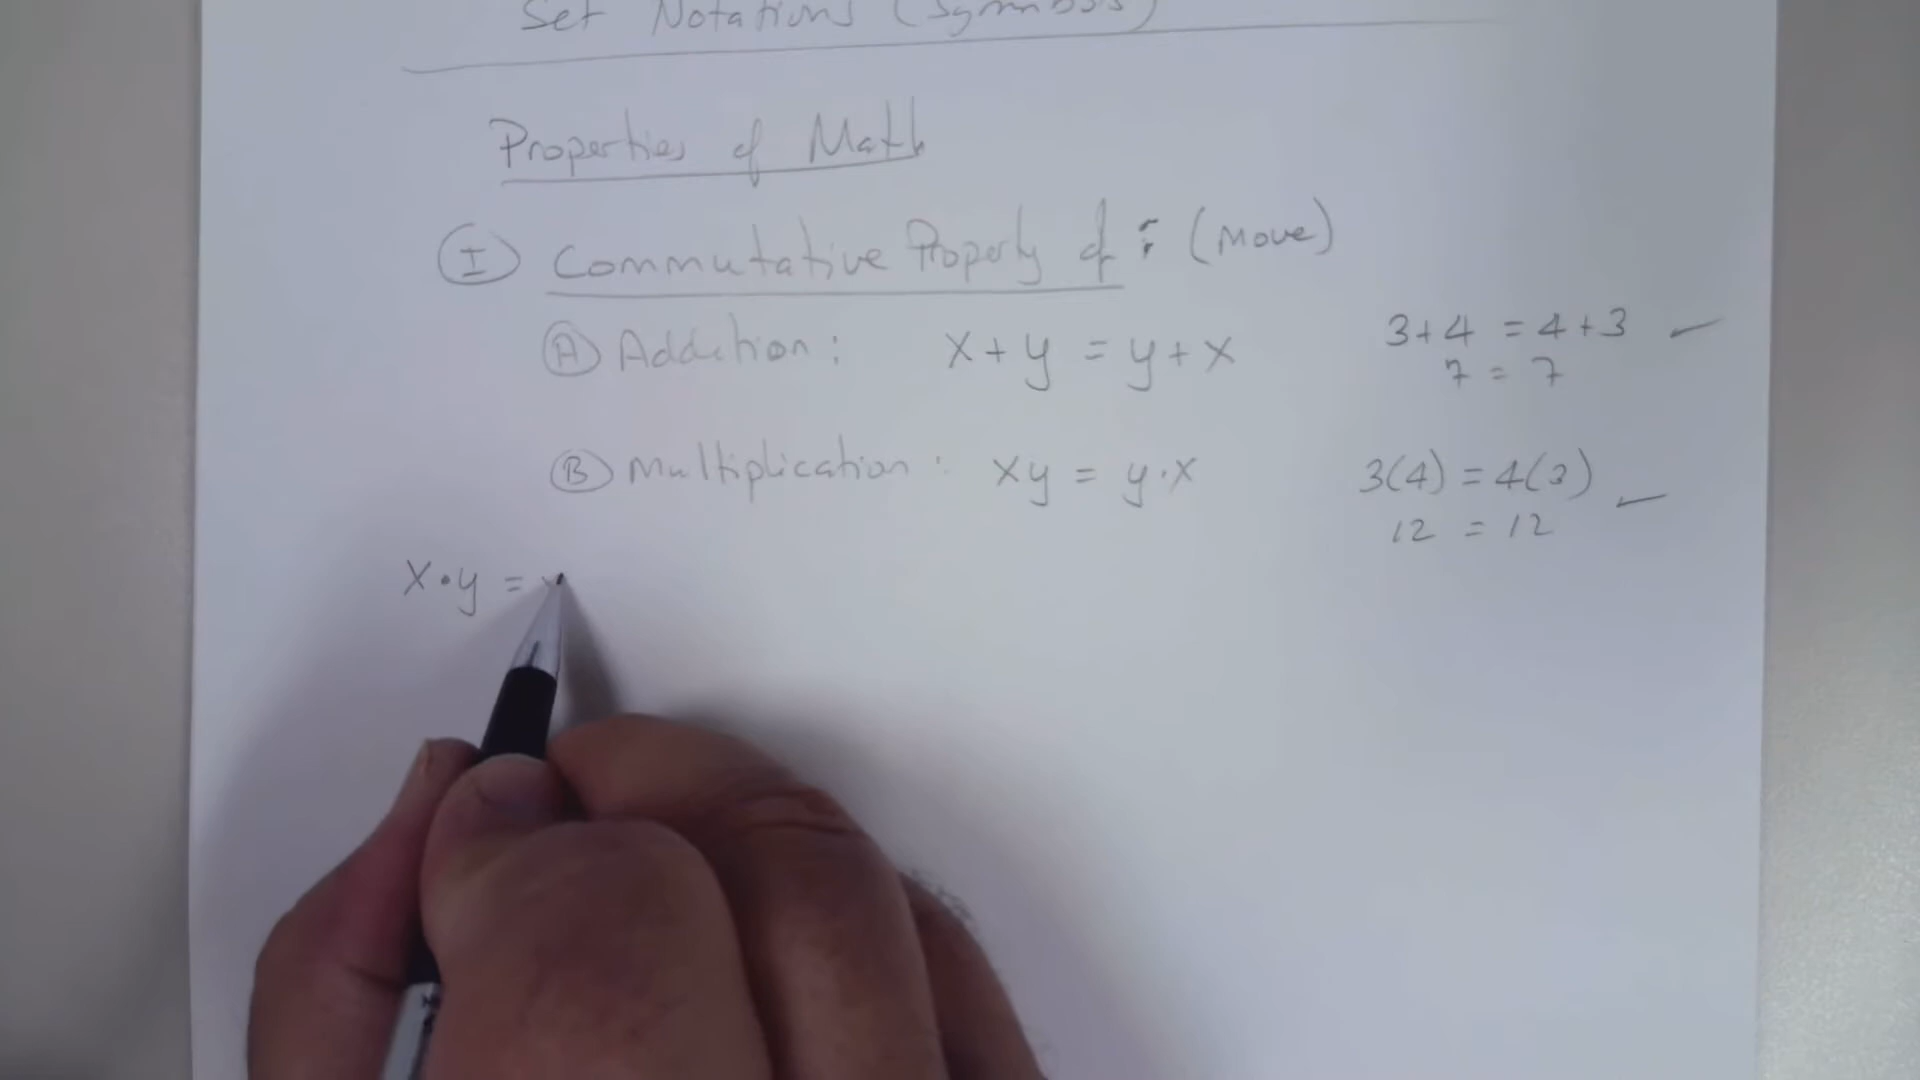 Set Notations (Symbols)
Properties of Math
I Commutative Property of : (Move)
A Addition : x + y = y + x 3+4 = 4+3
7 = 7
B Multiplication : xy = y·x 3(4) = 4(3)
12 = 12
x·y = x